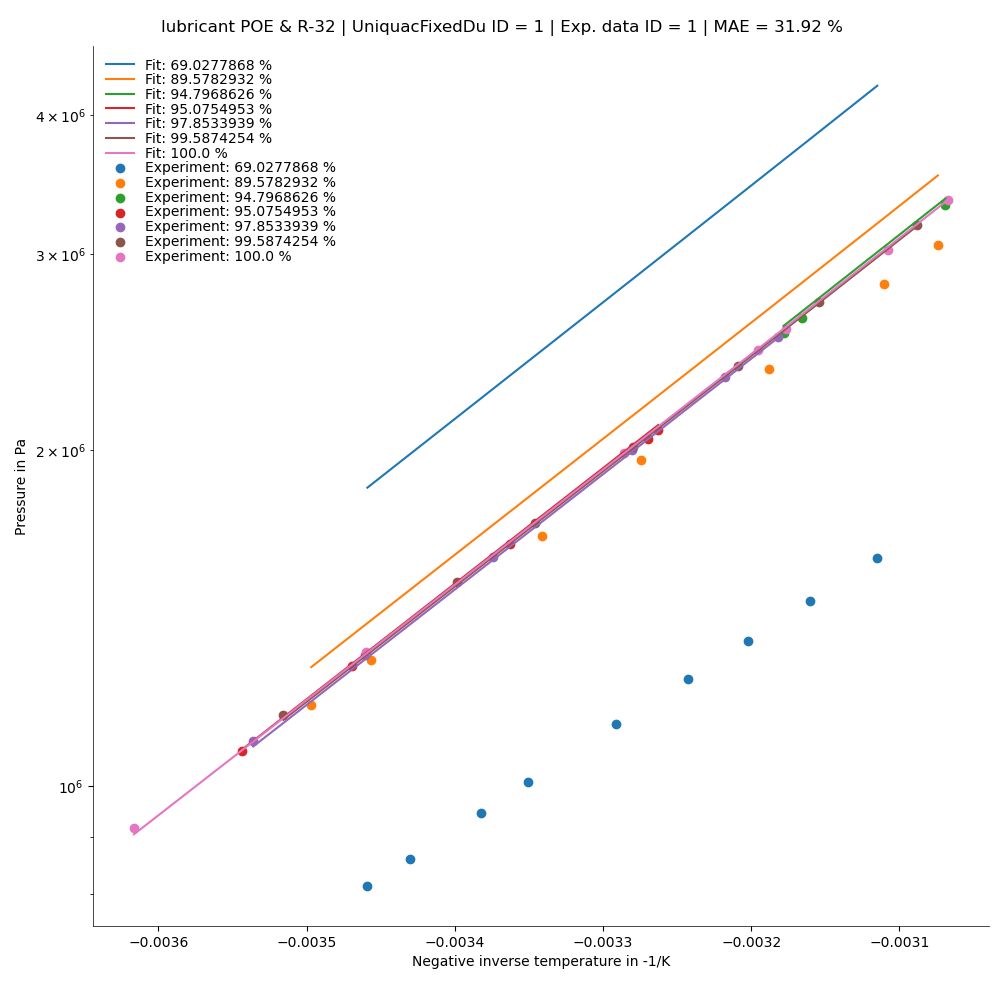 lubricant POE & R-32 | UniquacFixedDu ID = 1 | Exp. data ID = 1 | MAE = 31.92 %
Fit: 69.0277868 %
Fit: 89.5782932 %
Fit: 94.7968626 %
Fit: 95.0754953 %
Fit: 97.8533939 %
Fit: 99.5874254 %
Fit: 100.0 %
Experiment: 69.0277868 %
Experiment: 89.5782932 %
Experiment: 94.7968626 %
Experiment: 95.0754953 %
Experiment: 97.8533939 %
Experiment: 99.5874254 %
Experiment: 100.0 %
4 × 10⁶
3 × 10⁶
2 × 10⁶
10⁶
Pressure in Pa
−0.0036 −0.0035 −0.0034 −0.0033 −0.0032 −0.0031
Negative inverse temperature in -1/K